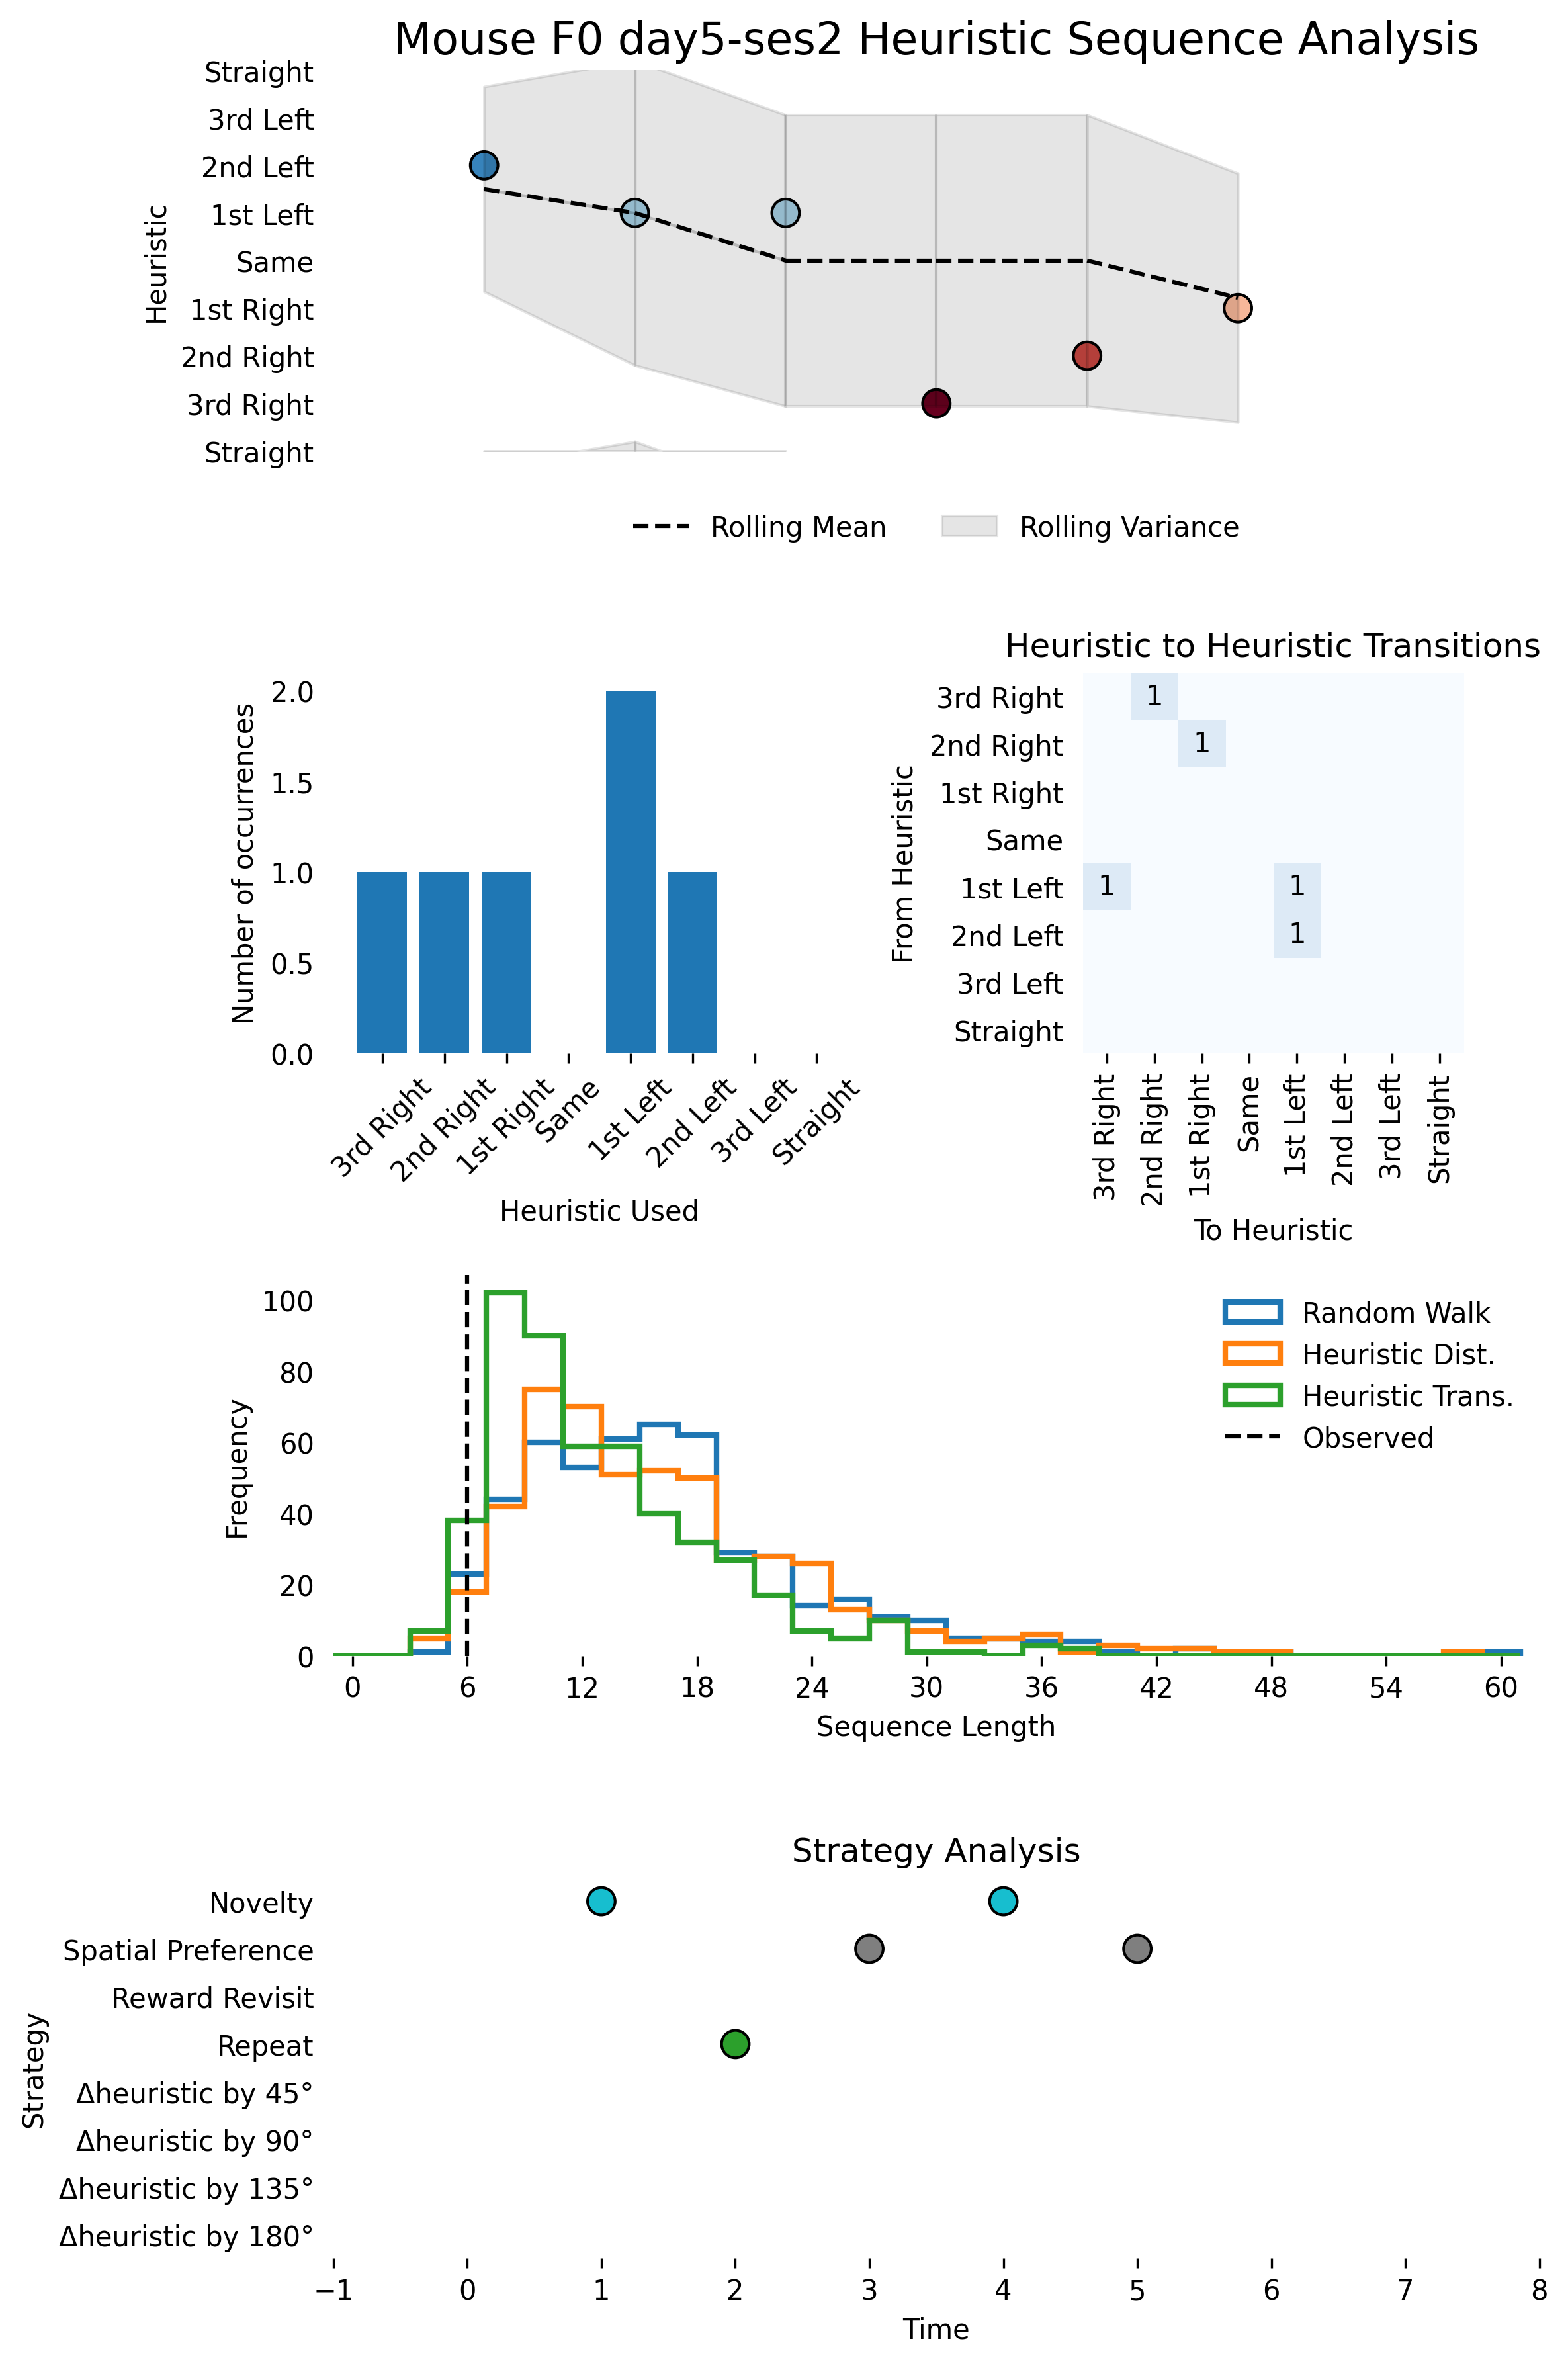 Mouse F0 day5-ses2 Heuristic Sequence Analysis
Straight
3rd Left
2nd Left
1st Left
Same
1st Right
2nd Right
3rd Right
Straight
Heuristic
Rolling Mean
Rolling Variance
2.0
1.5
1.0
0.5
0.0
Number of occurrences
3rd Right
2nd Right
1st Right
Same
1st Left
2nd Left
3rd Left
Straight
Heuristic Used
Heuristic to Heuristic Transitions
3rd Right
2nd Right
1st Right
Same
1st Left
2nd Left
3rd Left
Straight
From Heuristic
1
1
1 1
1
3rd Right
2nd Right
1st Right
Same
1st Left
2nd Left
3rd Left
Straight
To Heuristic
100
80
60
40
20
0
Frequency
Random Walk
Heuristic Dist.
Heuristic Trans.
Observed
0 6 12 18 24 30 36 42 48 54 60
Sequence Length
Strategy Analysis
Novelty
Spatial Preference
Reward Revisit
Repeat
Δheuristic by 45°
Δheuristic by 90°
Δheuristic by 135°
Δheuristic by 180°
Strategy
−1 0 1 2 3 4 5 6 7 8
Time